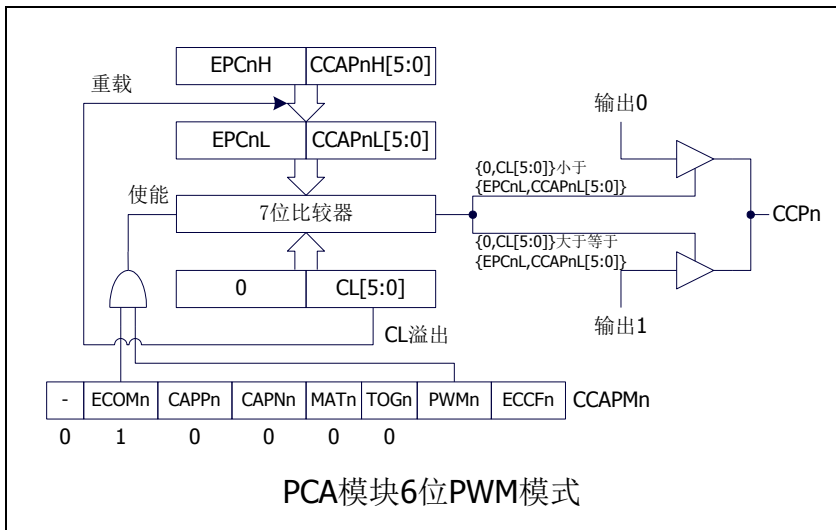 EPCnH CCAPnH[5:0]
重载
输出0
EPCnL CCAPnL[5:0]
{0,CL[5:0]}小于
{EPCnL,CCAPnL[5:0]}
使能
7位比较器
CCPn
{0,CL[5:0]}大于等于
{EPCnL,CCAPnL[5:0]}
0 CL[5:0]
输出1
CL溢出
- ECOMn CAPPn CAPNn MATn TOGn PWMn ECCFn CCAPMn
0 1 0 0 0 0
PCA模块6位PWM模式